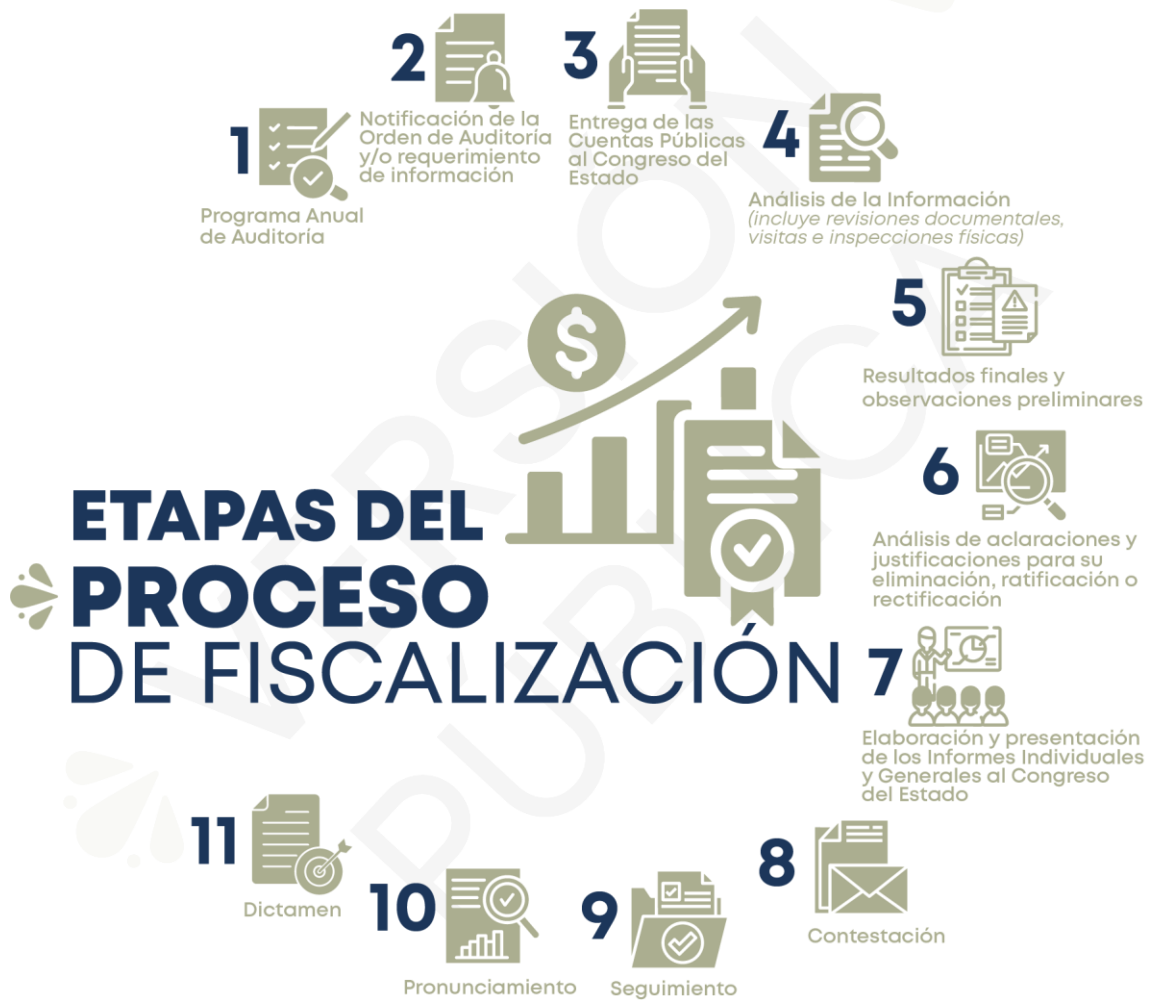 1
Programa Anual
de Auditoría
2
Notificación de la
Orden de Auditoría
y/o requerimiento
de información
3
Entrega de las
Cuentas Públicas
al Congreso del
Estado
4
Análisis de la Información
(incluye revisiones documentales,
visitas e inspecciones físicas)
5
Resultados finales y
observaciones preliminares
6
Análisis de aclaraciones y
justificaciones para su
eliminación, ratificación o
rectificación
ETAPAS DEL
PROCESO
DE FISCALIZACIÓN
7
Elaboración y presentación
de los Informes Individuales
y Generales al Congreso
del Estado
8
Contestación
9
Seguimiento
10
Pronunciamiento
11
Dictamen
$
VERSIÓN
PÚBLICA